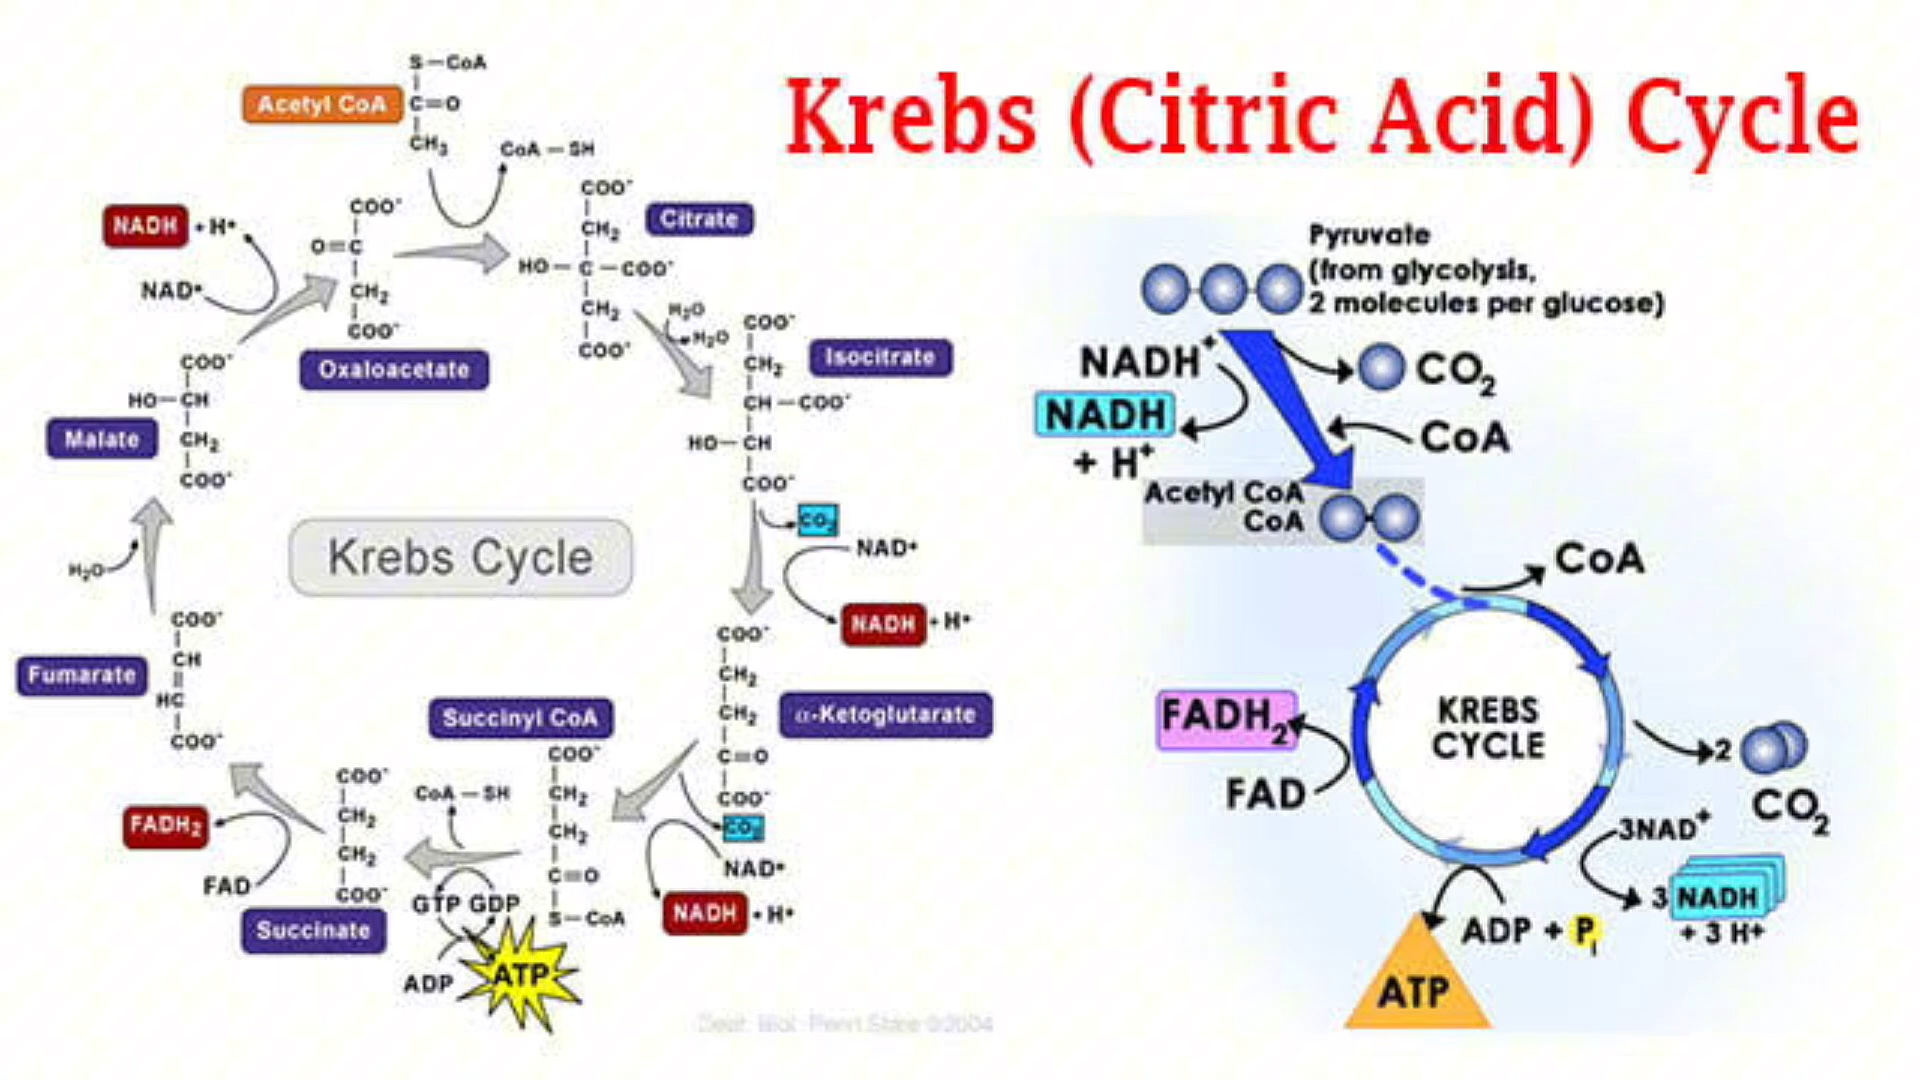 Krebs (Citric Acid) Cycle
S–CoA
Acetyl CoA
C=O
CH3
CoA – SH
COO⁻
CH2
HO – C – COO⁻
CH2
COO⁻
Citrate
NADH + H⁺
NAD⁺
COO⁻
O=C
CH2
COO⁻
Oxaloacetate
H2O
H2O
COO⁻
CH2
CH – COO⁻
HO – CH
COO⁻
Isocitrate
COO⁻
HO – CH
CH2
COO⁻
Malate
Krebs Cycle
CO2
NAD⁺
NADH + H⁺
H2O
COO⁻
CH
HC
COO⁻
Fumarate
COO⁻
CH2
CH2
C=O
COO⁻
α-Ketoglutarate
CO2
NAD⁺
NADH + H⁺
Succinyl CoA
COO⁻
CH2
CH2
C=O
S – CoA
CoA – SH
GTP GDP
ADP
ATP
COO⁻
CH2
CH2
COO⁻
Succinate
FADH2
FAD
Dept. Biol. Penn State ©2004
Pyruvate
(from glycolysis,
2 molecules per glucose)
NADH⁺
CO2
NADH
+ H⁺
CoA
Acetyl CoA
CoA
CoA
KREBS
CYCLE
FADH2
FAD
2
CO2
3NAD⁺
3 NADH
+ 3 H+
ADP + Pi
ATP